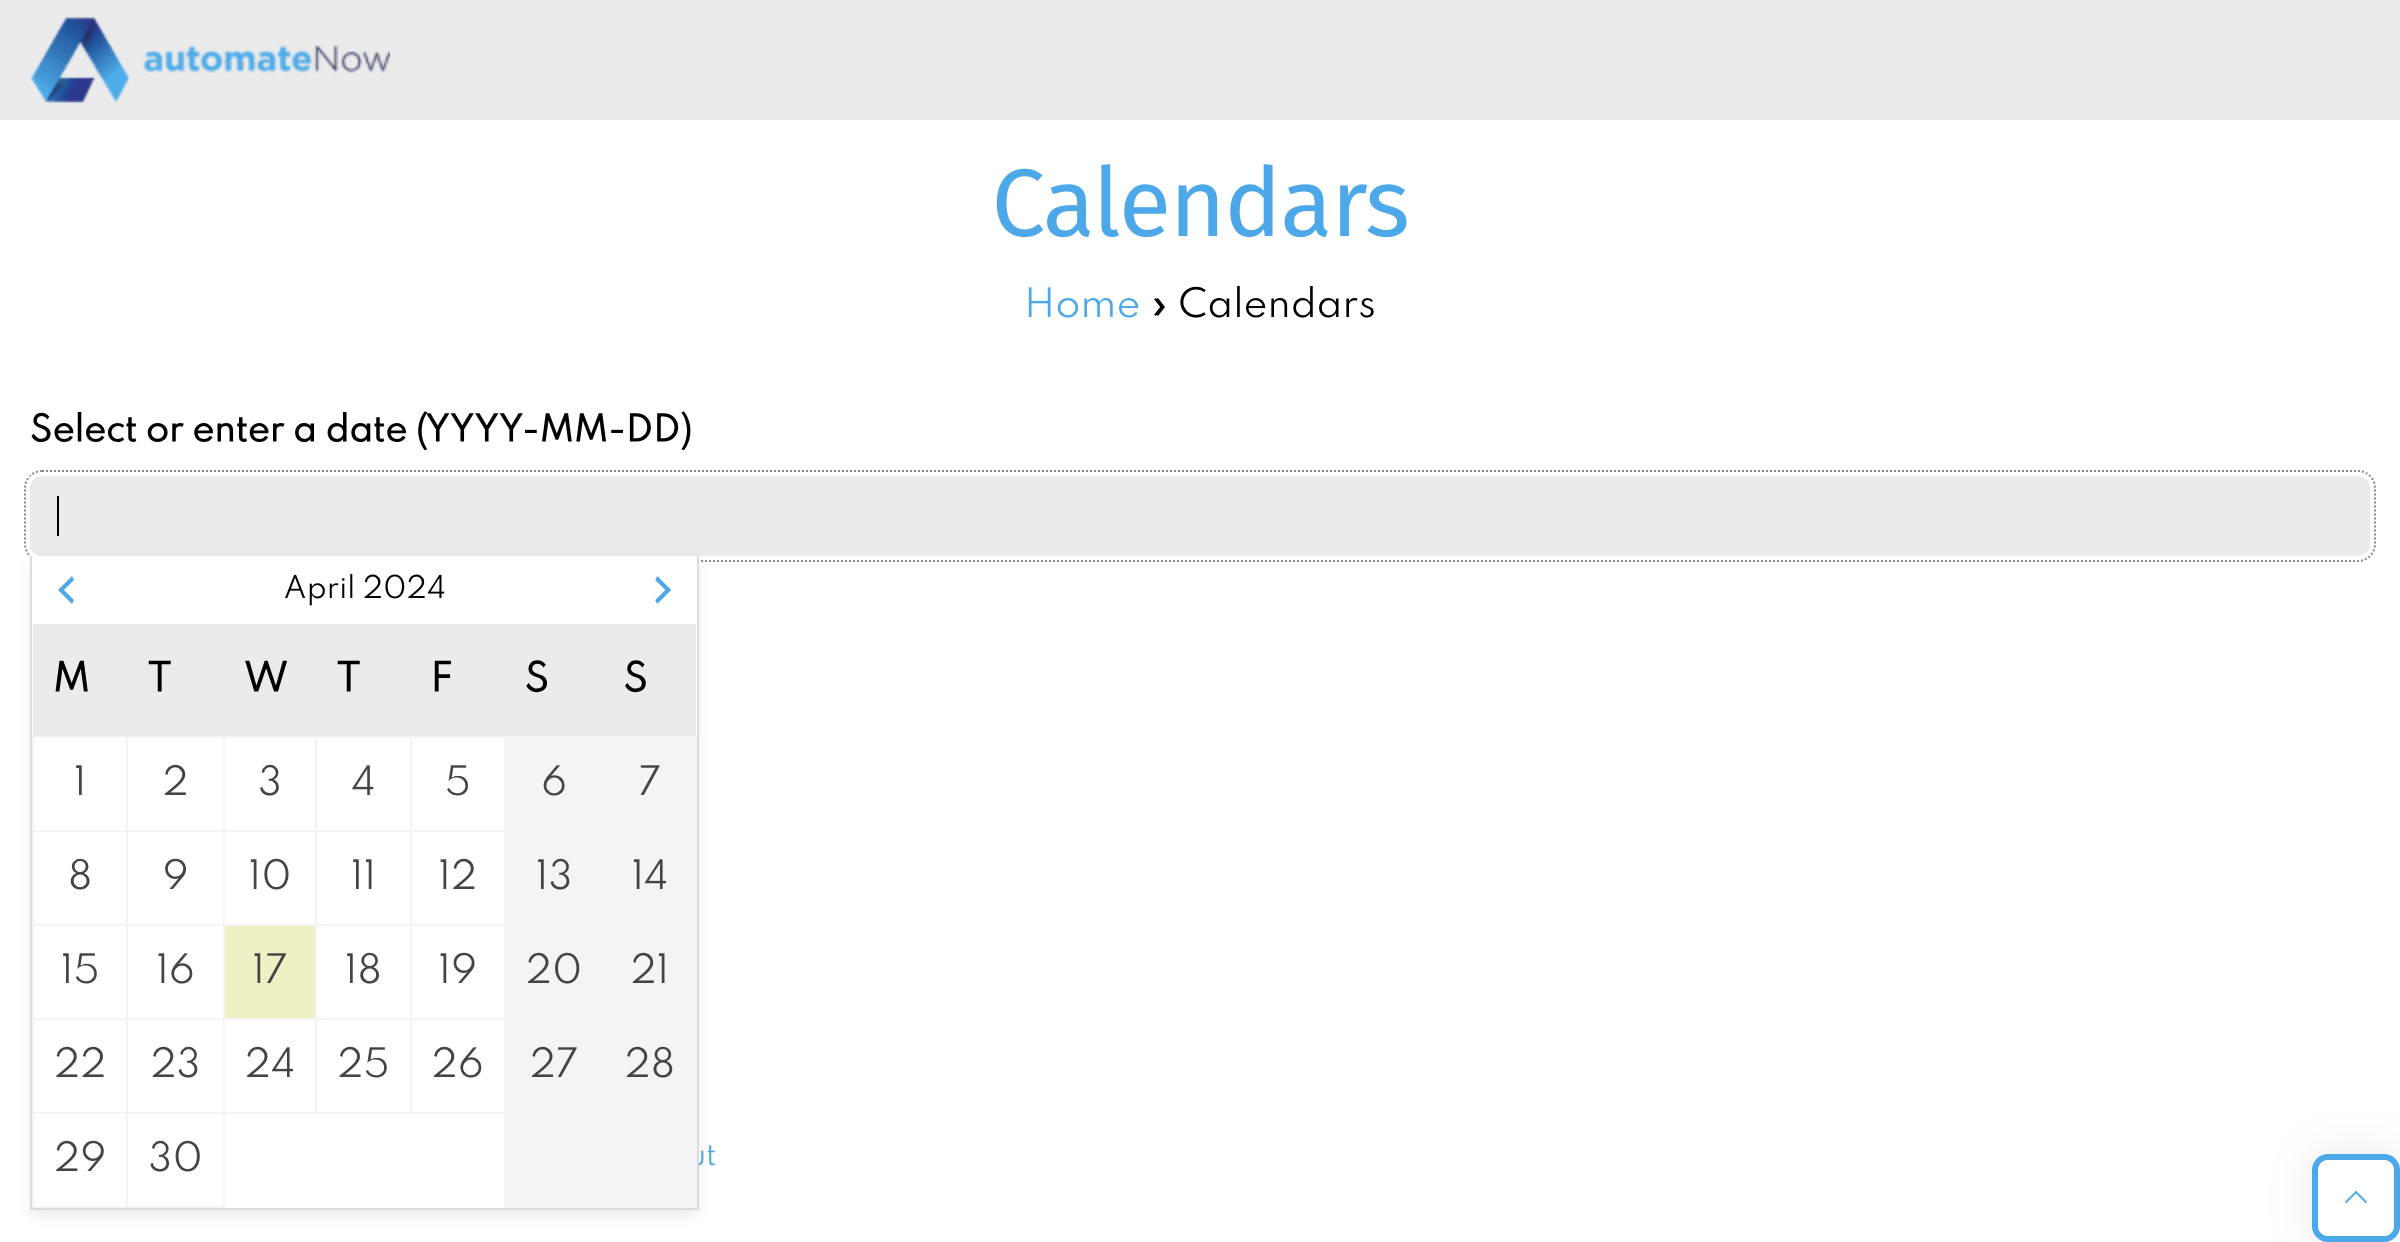 automateNow
Calendars
Home › Calendars
Select or enter a date (YYYY-MM-DD)
April 2024
M T W T F S S
1 2 3 4 5 6 7
8 9 10 11 12 13 14
15 16 17 18 19 20 21
22 23 24 25 26 27 28
29 30